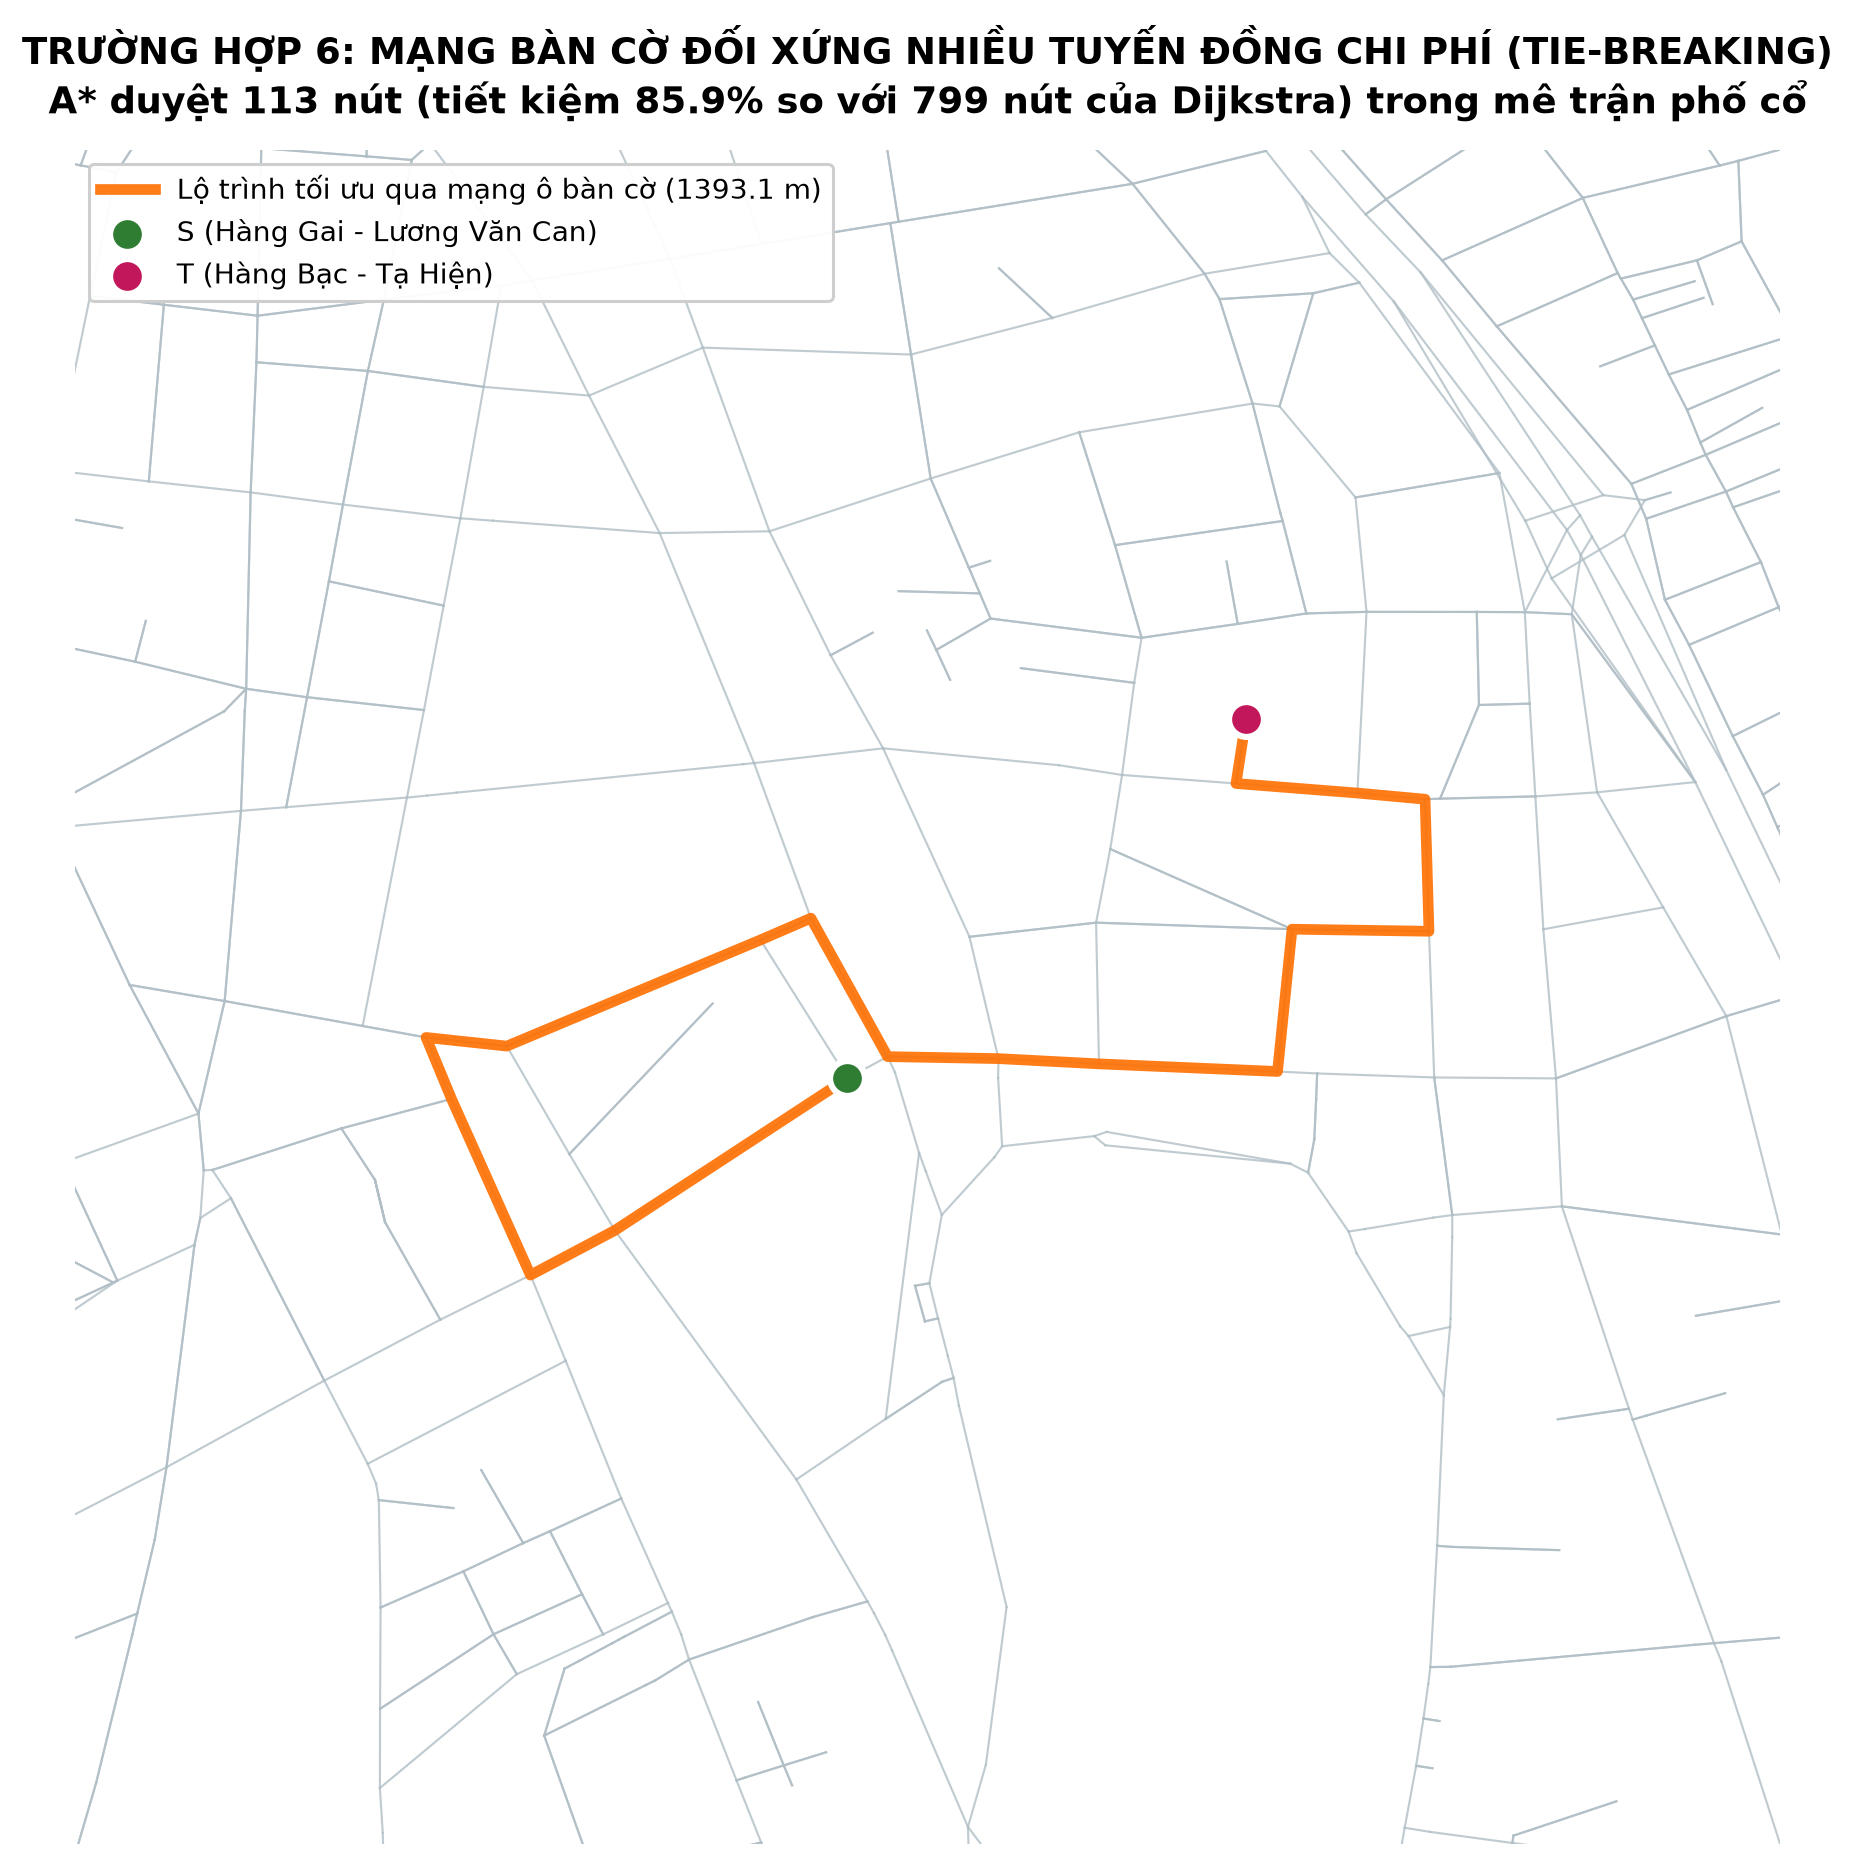 TRƯỜNG HỢP 6: MẠNG BÀN CỜ ĐỐI XỨNG NHIỀU TUYẾN ĐỒNG CHI PHÍ (TIE-BREAKING)
A* duyệt 113 nút (tiết kiệm 85.9% so với 799 nút của Dijkstra) trong mê trận phố cổ
Lộ trình tối ưu qua mạng ô bàn cờ (1393.1 m)
S (Hàng Gai - Lương Văn Can)
T (Hàng Bạc - Tạ Hiện)